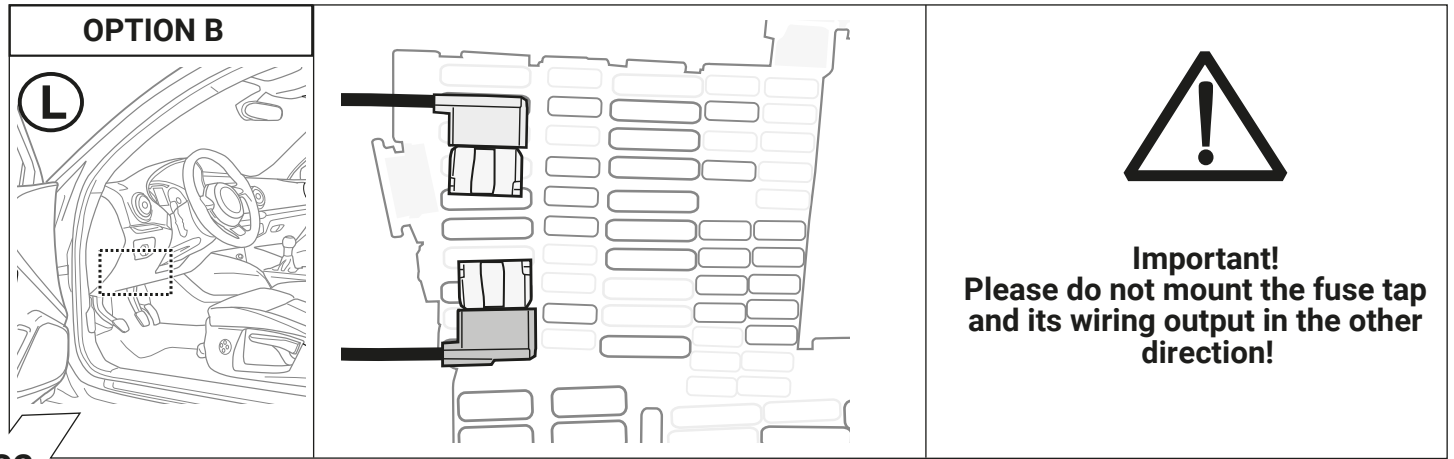 OPTION B
L
Important!
Please do not mount the fuse tap
and its wiring output in the other
direction!